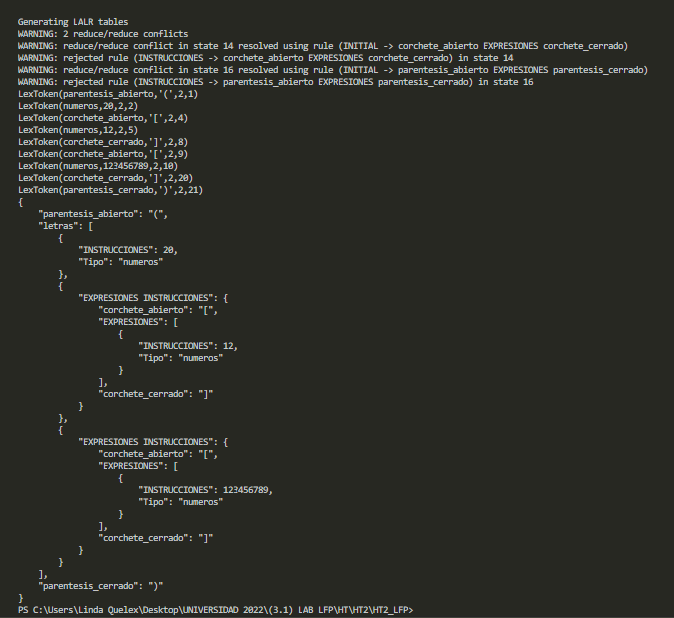 Generating LALR tables
WARNING: 2 reduce/reduce conflicts
WARNING: reduce/reduce conflict in state 14 resolved using rule (INITIAL -> corchete_abierto EXPRESIONES corchete_cerrado)
WARNING: rejected rule (INSTRUCCIONES -> corchete_abierto EXPRESIONES corchete_cerrado) in state 14
WARNING: reduce/reduce conflict in state 16 resolved using rule (INITIAL -> parentesis_abierto EXPRESIONES parentesis_cerrado)
WARNING: rejected rule (INSTRUCCIONES -> parentesis_abierto EXPRESIONES parentesis_cerrado) in state 16
LexToken(parentesis_abierto,'(',2,1)
LexToken(numeros,20,2,2)
LexToken(corchete_abierto,'[',2,4)
LexToken(numeros,12,2,5)
LexToken(corchete_cerrado,']',2,8)
LexToken(corchete_abierto,'[',2,9)
LexToken(numeros,123456789,2,10)
LexToken(corchete_cerrado,']',2,20)
LexToken(parentesis_cerrado,')',2,21)
{
    "parentesis_abierto": "(",
    "letras": [
        {
            "INSTRUCCIONES": 20,
            "Tipo": "numeros"
        },
        {
            "EXPRESIONES INSTRUCCIONES": {
                "corchete_abierto": "[",
                "EXPRESIONES": [
                    {
                        "INSTRUCCIONES": 12,
                        "Tipo": "numeros"
                    }
                ],
                "corchete_cerrado": "]"
            }
        },
        {
            "EXPRESIONES INSTRUCCIONES": {
                "corchete_abierto": "[",
                "EXPRESIONES": [
                    {
                        "INSTRUCCIONES": 123456789,
                        "Tipo": "numeros"
                    }
                ],
                "corchete_cerrado": "]"
            }
        }
    ],
    "parentesis_cerrado": ")"
}
PS C:\Users\Linda Quelex\Desktop\UNIVERSIDAD 2022\(3.1) LAB LFP\HT\HT2\HT2_LFP>